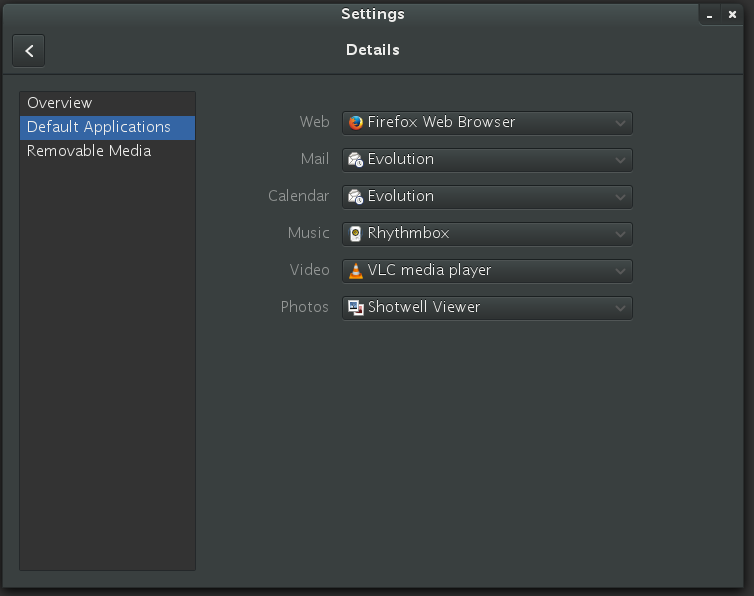 Settings
Details
Overview
Default Applications
Removable Media
Web Firefox Web Browser
Mail Evolution
Calendar Evolution
Music Rhythmbox
Video VLC media player
Photos Shotwell Viewer